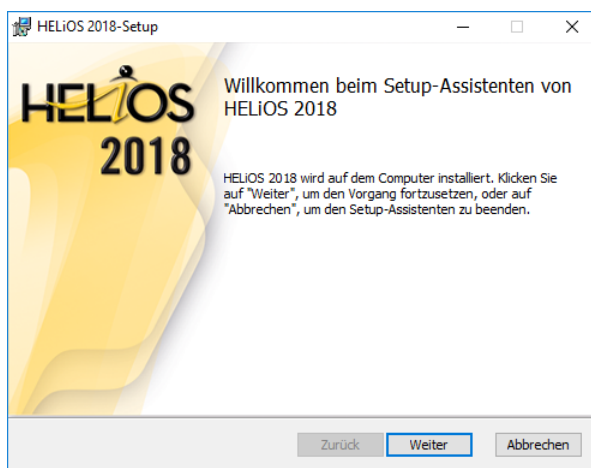 HELiOS 2018-Setup
HELiOS
2018
Willkommen beim Setup-Assistenten von
HELiOS 2018
HELiOS 2018 wird auf dem Computer installiert. Klicken Sie
auf "Weiter", um den Vorgang fortzusetzen, oder auf
"Abbrechen", um den Setup-Assistenten zu beenden.
Zurück Weiter Abbrechen